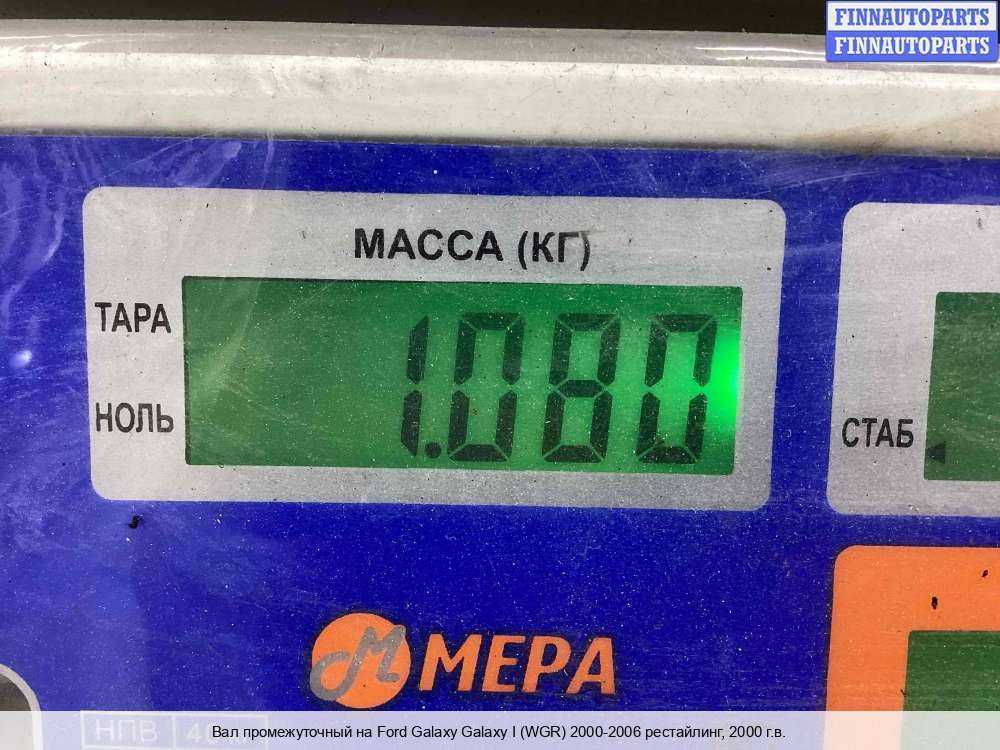 FINNAUTOPARTS
FINNAUTOPARTS
МАССА (КГ)
ТАРА
1.080
НОЛЬ
СТАБ
М МЕРА
НПВ
Вал промежуточный на Ford Galaxy Galaxy I (WGR) 2000-2006 рестайлинг, 2000 г.в.